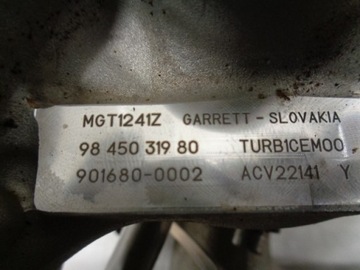 MGT1241Z GARRETT - SLOVAKIA
98 450 319 80 TURB1CEM00
901680-0002 ACV22141 Y